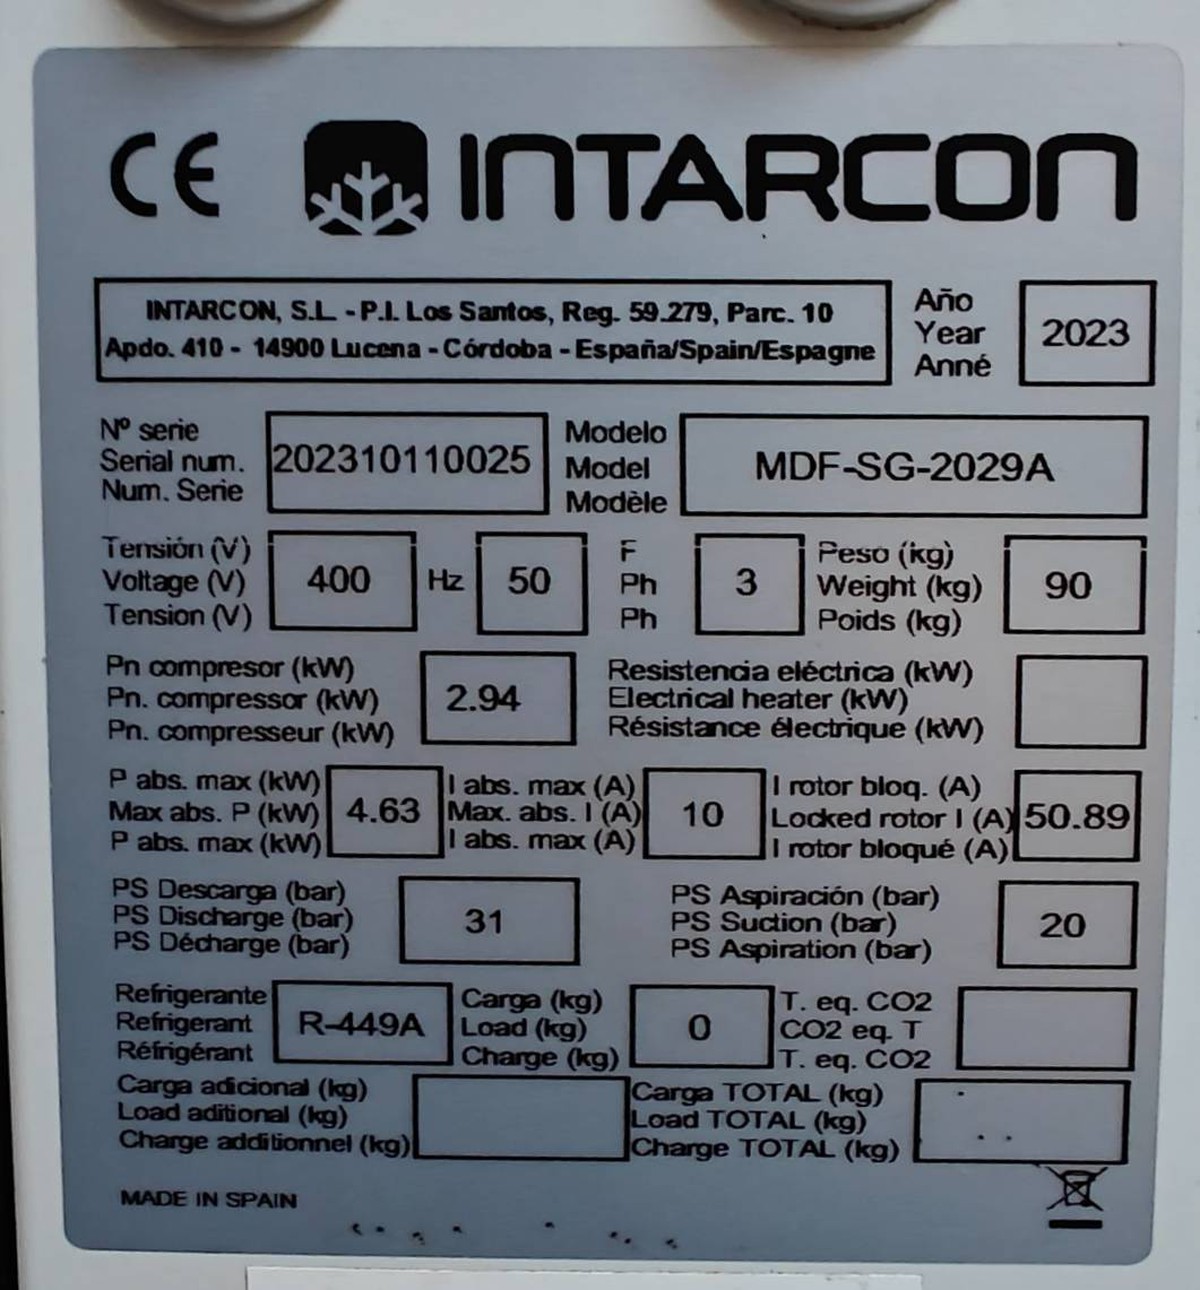 CE INTARCON
INTARCON, S.L. - P.I. Los Santos, Reg. 59.279, Parc. 10
Apdo. 410 - 14900 Lucena - Córdoba - España/Spain/Espagne
Año
Year
Anné
2023
Nº serie
Serial num.
Num. Serie
202310110025
Modelo
Model
Modèle
MDF-SG-2029A
Tensión (V)
Voltage (V)
Tension (V)
400
Hz
50
F
Ph
Ph
3
Peso (kg)
Weight (kg)
Poids (kg)
90
Pn compresor (kW)
Pn. compressor (kW)
Pn. compresseur (kW)
2.94
Resistencia eléctrica (kW)
Electrical heater (kW)
Résistance électrique (kW)
P abs. max (kW)
Max abs. P (kW)
P abs. max (kW)
4.63
I abs. max (A)
Max. abs. I (A)
I abs. max (A)
10
I rotor bloq. (A)
Locked rotor I (A)
I rotor bloqué (A)
50.89
PS Descarga (bar)
PS Discharge (bar)
PS Décharge (bar)
31
PS Aspiración (bar)
PS Suction (bar)
PS Aspiration (bar)
20
Refrigerante
Refrigerant
Réfrigérant
R-449A
Carga (kg)
Load (kg)
Charge (kg)
0
T. eq. CO2
CO2 eq. T
T. eq. CO2
Carga adicional (kg)
Load aditional (kg)
Charge additionnel (kg)
Carga TOTAL (kg)
Load TOTAL (kg)
Charge TOTAL (kg)
MADE IN SPAIN